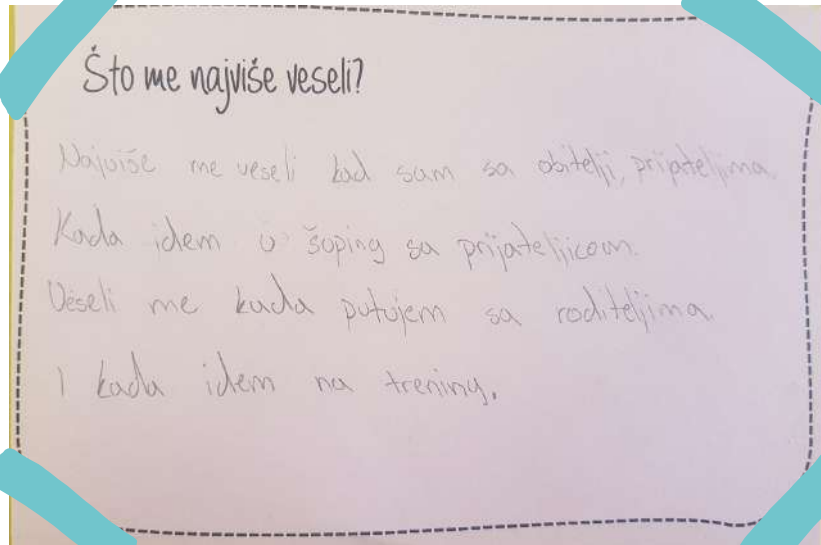 Što me najviše veseli?
Najviše me veseli kad sam sa obitelji, prijateljima.
Kada idem u šoping sa prijateljicom.
Veseli me kada putujem sa roditeljima.
I kada idem na trening.